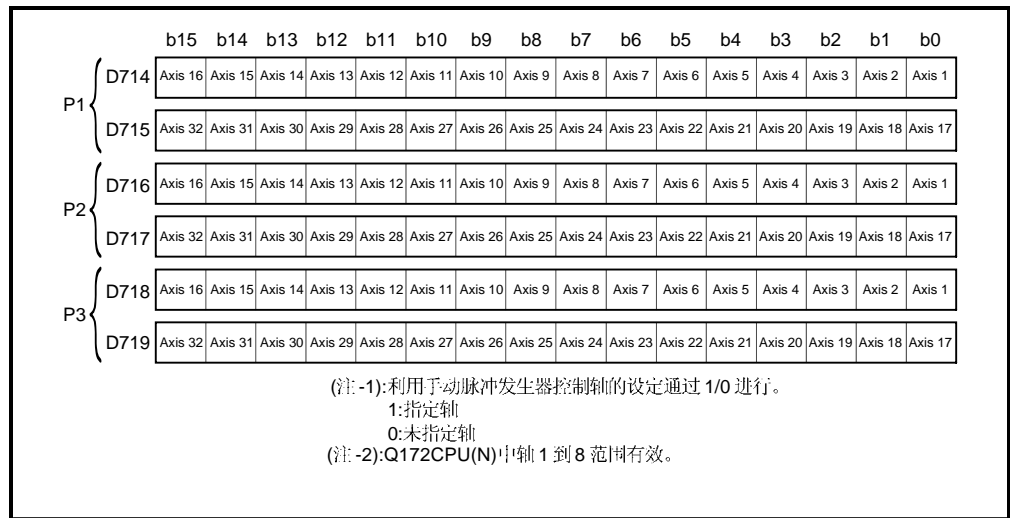 b15 b14 b13 b12 b11 b10 b9 b8 b7 b6 b5 b4 b3 b2 b1 b0
D714 Axis 16 Axis 15 Axis 14 Axis 13 Axis 12 Axis 11 Axis 10 Axis 9 Axis 8 Axis 7 Axis 6 Axis 5 Axis 4 Axis 3 Axis 2 Axis 1
P1
D715 Axis 32 Axis 31 Axis 30 Axis 29 Axis 28 Axis 27 Axis 26 Axis 25 Axis 24 Axis 23 Axis 22 Axis 21 Axis 20 Axis 19 Axis 18 Axis 17
D716 Axis 16 Axis 15 Axis 14 Axis 13 Axis 12 Axis 11 Axis 10 Axis 9 Axis 8 Axis 7 Axis 6 Axis 5 Axis 4 Axis 3 Axis 2 Axis 1
P2
D717 Axis 32 Axis 31 Axis 30 Axis 29 Axis 28 Axis 27 Axis 26 Axis 25 Axis 24 Axis 23 Axis 22 Axis 21 Axis 20 Axis 19 Axis 18 Axis 17
D718 Axis 16 Axis 15 Axis 14 Axis 13 Axis 12 Axis 11 Axis 10 Axis 9 Axis 8 Axis 7 Axis 6 Axis 5 Axis 4 Axis 3 Axis 2 Axis 1
P3
D719 Axis 32 Axis 31 Axis 30 Axis 29 Axis 28 Axis 27 Axis 26 Axis 25 Axis 24 Axis 23 Axis 22 Axis 21 Axis 20 Axis 19 Axis 18 Axis 17
(注-1):利用手动脉冲发生器控制轴的设定通过 1/0 进行。
1:指定轴
0:未指定轴
(注-2):Q172CPU(N)中轴 1 到 8 范围有效。